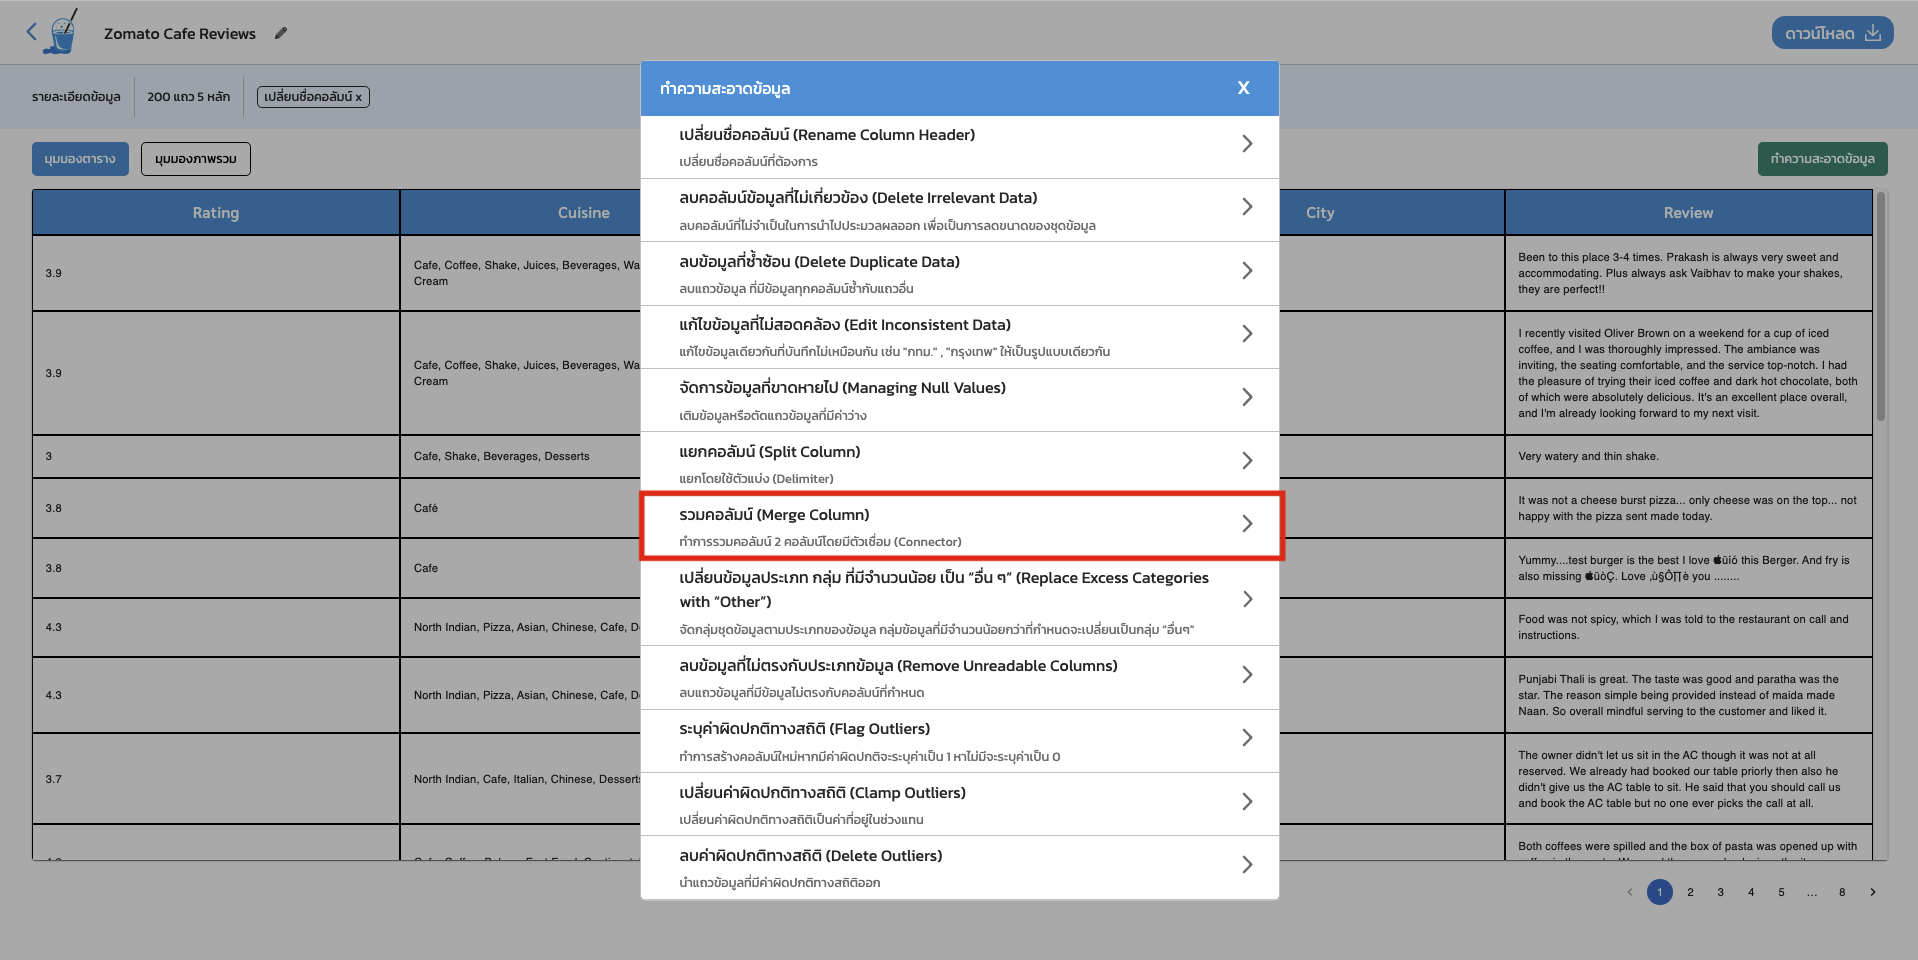 Zomato Cafe Reviews
ดาวน์โหลด
รายละเอียดข้อมูล
200 แถว 5 หลัก
เปลี่ยนชื่อคอลัมน์ x
มุมมองตาราง
มุมมองภาพรวม
ทำความสะอาดข้อมูล
ทำความสะอาดข้อมูล
X
เปลี่ยนชื่อคอลัมน์ (Rename Column Header)
เปลี่ยนชื่อคอลัมน์ที่ต้องการ
ลบคอลัมน์ข้อมูลที่ไม่เกี่ยวข้อง (Delete Irrelevant Data)
ลบคอลัมน์ที่ไม่จำเป็นในการนำไปประมวลผลออก เพื่อเป็นการลดขนาดของชุดข้อมูล
ลบข้อมูลที่ซ้ำซ้อน (Delete Duplicate Data)
ลบแถวข้อมูล ที่มีข้อมูลทุกคอลัมน์ซ้ำกับแถวอื่น
แก้ไขข้อมูลที่ไม่สอดคล้อง (Edit Inconsistent Data)
แก้ไขข้อมูลเดียวกันที่บันทึกไม่เหมือนกัน เช่น "กทม." , "กรุงเทพ" ให้เป็นรูปแบบเดียวกัน
จัดการข้อมูลที่ขาดหายไป (Managing Null Values)
เติมข้อมูลหรือตัดแถวข้อมูลที่มีค่าว่าง
แยกคอลัมน์ (Split Column)
แยกโดยใช้ตัวแบ่ง (Delimiter)
รวมคอลัมน์ (Merge Column)
ทำการรวมคอลัมน์ 2 คอลัมน์โดยมีตัวเชื่อม (Connector)
เปลี่ยนข้อมูลประเภท กลุ่ม ที่มีจำนวนน้อย เป็น “อื่น ๆ” (Replace Excess Categories
with “Other”)
จัดกลุ่มชุดข้อมูลตามประเภทของข้อมูล กลุ่มข้อมูลที่มีจำนวนน้อยกว่าที่กำหนดจะเปลี่ยนเป็นกลุ่ม “อื่นๆ”
ลบข้อมูลที่ไม่ตรงกับประเภทข้อมูล (Remove Unreadable Columns)
ลบแถวข้อมูลที่มีข้อมูลไม่ตรงกับคอลัมน์ที่กำหนด
ระบุค่าผิดปกติทางสถิติ (Flag Outliers)
ทำการสร้างคอลัมน์ใหม่หากมีค่าผิดปกติจะระบุค่าเป็น 1 หาไม่มีจะระบุค่าเป็น 0
เปลี่ยนค่าผิดปกติทางสถิติ (Clamp Outliers)
เปลี่ยนค่าผิดปกติทางสถิติเป็นค่าที่อยู่ในช่วงแทน
ลบค่าผิดปกติทางสถิติ (Delete Outliers)
นำแถวข้อมูลที่มีค่าผิดปกติทางสถิติออก
Rating
Cuisine
City
Review
3.9
Cafe, Coffee, Shake, Juices, Beverages, Wa
Cream
Been to this place 3-4 times. Prakash is always very sweet and
accommodating. Plus always ask Vaibhav to make your shakes,
they are perfect!!
3.9
Cafe, Coffee, Shake, Juices, Beverages, Wa
Cream
I recently visited Oliver Brown on a weekend for a cup of iced
coffee, and I was thoroughly impressed. The ambiance was
inviting, the seating comfortable, and the service top-notch. I had
the pleasure of trying their iced coffee and dark hot chocolate, both
of which were absolutely delicious. It's an excellent place overall,
and I'm already looking forward to my next visit.
3
Cafe, Shake, Beverages, Desserts
Very watery and thin shake.
3.8
Café
It was not a cheese burst pizza... only cheese was on the top... not
happy with the pizza sent made today.
3.8
Cafe
Yummy....test burger is the best I love this Berger. And fry is
also missing Love you ........
4.3
North Indian, Pizza, Asian, Chinese, Cafe, D
Food was not spicy, which I was told to the restaurant on call and
instructions.
4.3
North Indian, Pizza, Asian, Chinese, Cafe, D
Punjabi Thali is great. The taste was good and paratha was the
star. The reason simple being provided instead of maida made
Naan. So overall mindful serving to the customer and liked it.
3.7
North Indian, Cafe, Italian, Chinese, Dessert
The owner didn't let us sit in the AC though it was not at all
reserved. We already had booked our table priorly then also he
didn't give us the AC table to sit. He said that you should call us
and book the AC table but no one ever picks the call at all.
Both coffees were spilled and the box of pasta was opened up with
‹ 1 2 3 4 5 ... 8 ›